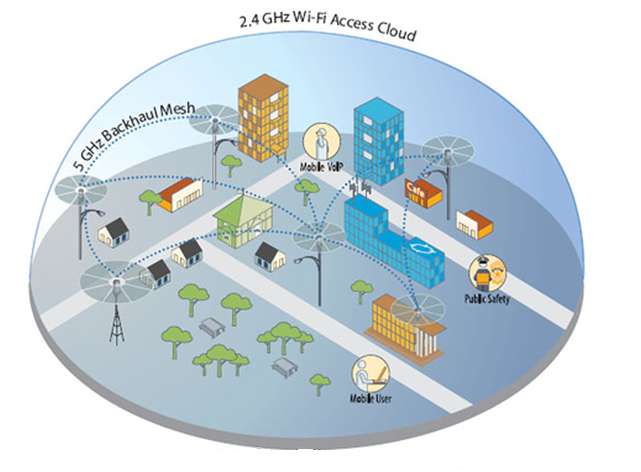 2.4 GHz Wi-Fi Access Cloud
5 GHz Backhaul Mesh
Mobile VoIP
Cafe
Public Safety
Mobile User